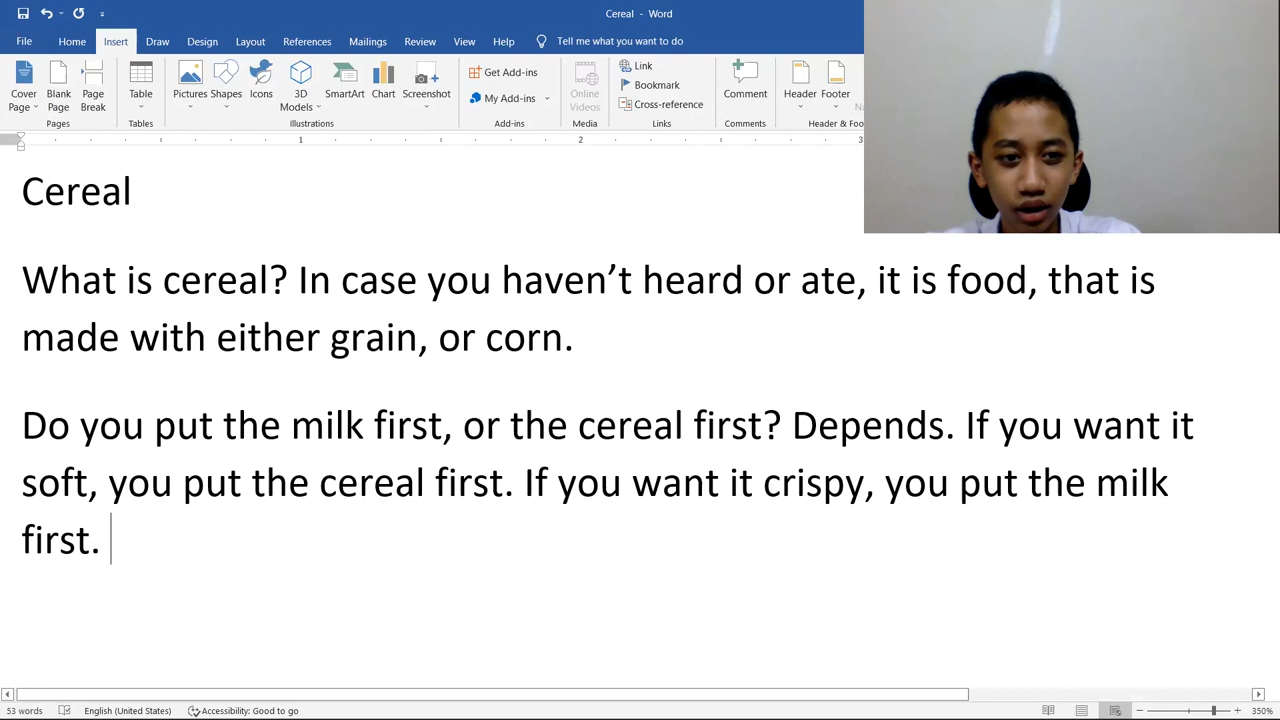 Cereal - Word
File Home Insert Draw Design Layout References Mailings Review View Help Tell me what you want to do
Cover Page
Blank Page
Page Break
Pages
Table
Tables
Pictures
Shapes
Icons
3D Models
SmartArt
Chart
Screenshot
Illustrations
Get Add-ins
My Add-ins
Add-ins
Online Videos
Media
Link
Bookmark
Cross-reference
Links
Comment
Comments
Header
Footer
1 2 3
Cereal
What is cereal? In case you haven’t heard or ate, it is food, that is
made with either grain, or corn.
Do you put the milk first, or the cereal first? Depends. If you want it
soft, you put the cereal first. If you want it crispy, you put the milk
first.
53 words English (United States) Accessibility: Good to go 350%